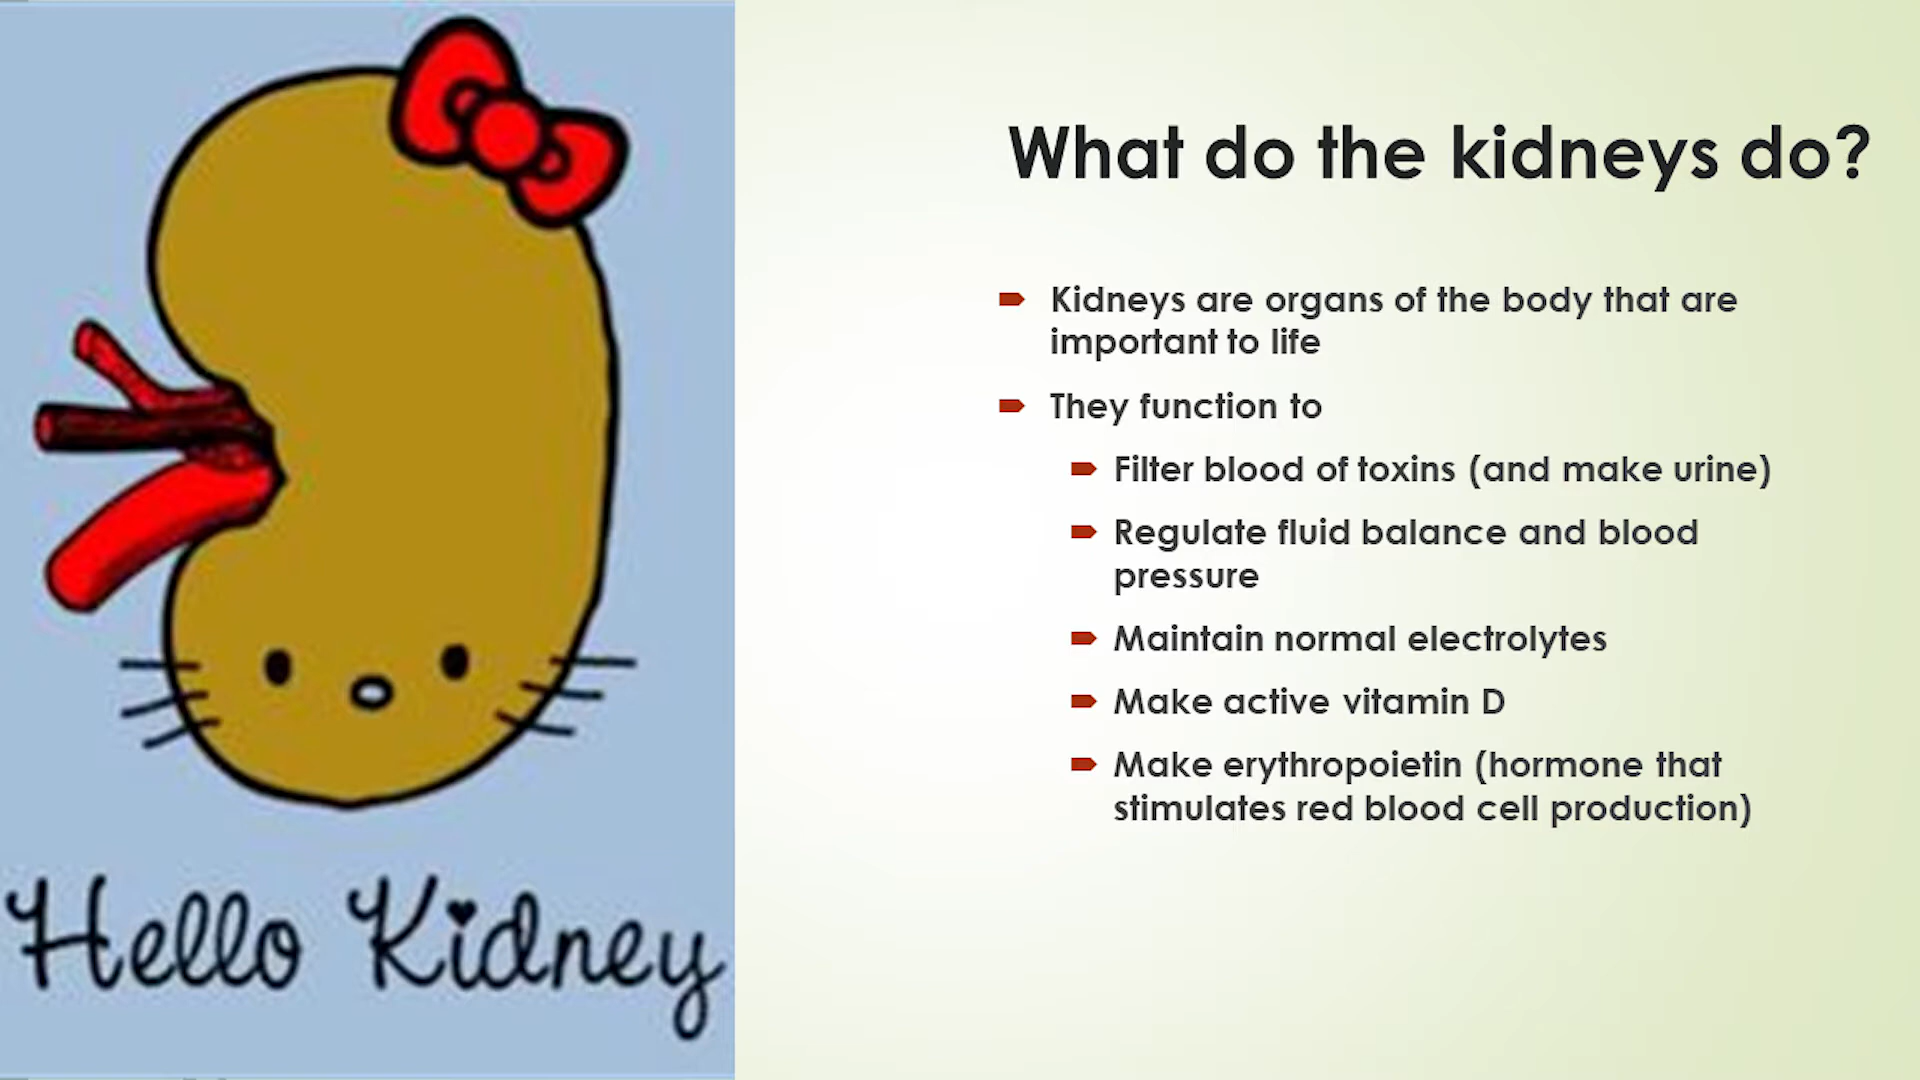 What do the kidneys do?
Kidneys are organs of the body that are
important to life
They function to
Filter blood of toxins (and make urine)
Regulate fluid balance and blood
pressure
Maintain normal electrolytes
Make active vitamin D
Make erythropoietin (hormone that
stimulates red blood cell production)
Hello Kidney